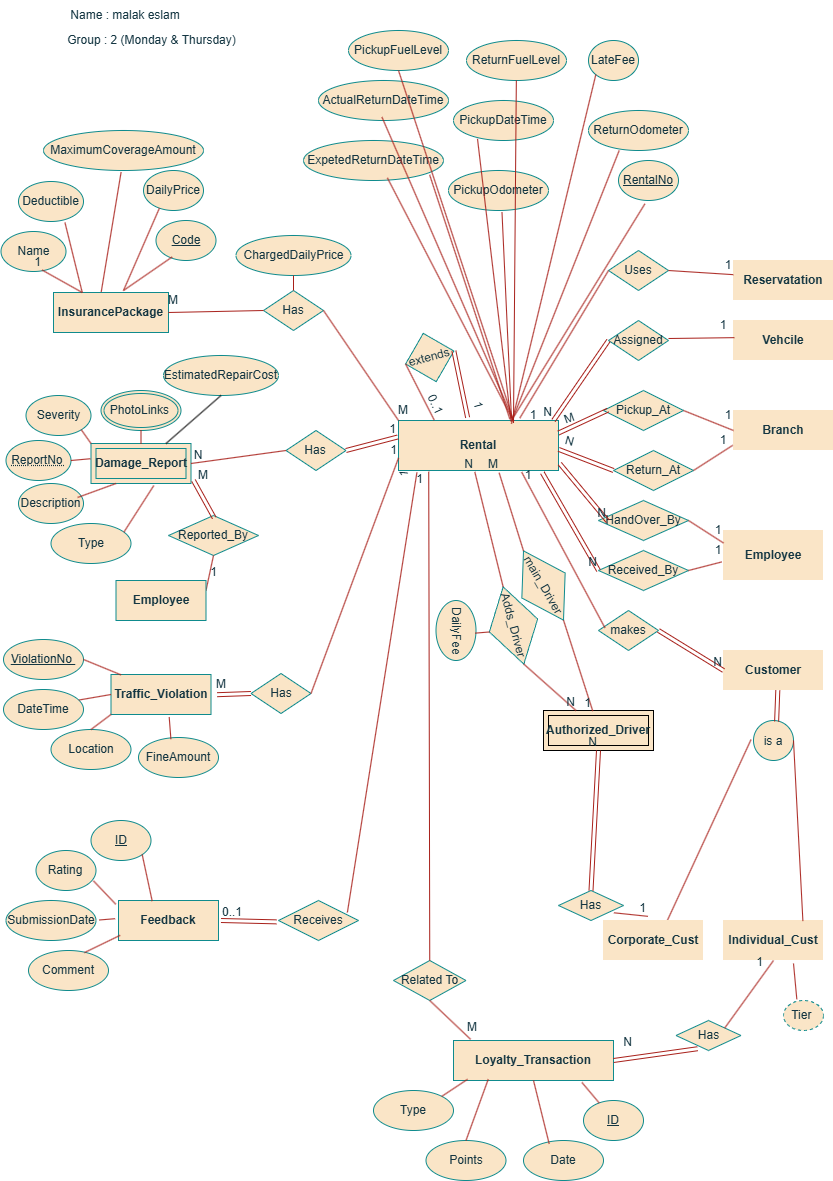 Name : malak eslam
Group : 2 (Monday & Thursday)
PickupFuelLevel
ReturnFuelLevel
LateFee
ActualReturnDateTime
PickupDateTime
ReturnOdometer
MaximumCoverageAmount
ExpetedReturnDateTime
PickupOdometer
RentalNo
Deductible
DailyPrice
Name
1
Code
ChargedDailyPrice
Uses
1
Reservatation
M
InsurancePackage
Has
Assigned
1
Vehcile
extends
EstimatedRepairCost
0..1
1
Severity
PhotoLinks
M
1
N
M
Pickup_At
1
Branch
1
Rental
N
1
ReportNo
Damage_Report
N
M
Has
1
N
M
1
Return_At
Description
1
1
N
HandOver_By
1
Type
Reported_By
1
Employee
1
Employee
N
Received_By
main_Driver
Adds_Driver
DailyFee
makes
ViolationNo
N
Customer
Traffic_Violation
M
Has
DateTime
N
1
Location
FineAmount
Authorized_Driver
N
is a
ID
Rating
Has
1
SubmissionDate
Feedback
0..1
Receives
Corporate_Cust
Individual_Cust
Comment
1
Related To
Tier
M
N
Has
Loyalty_Transaction
Type
ID
Points
Date